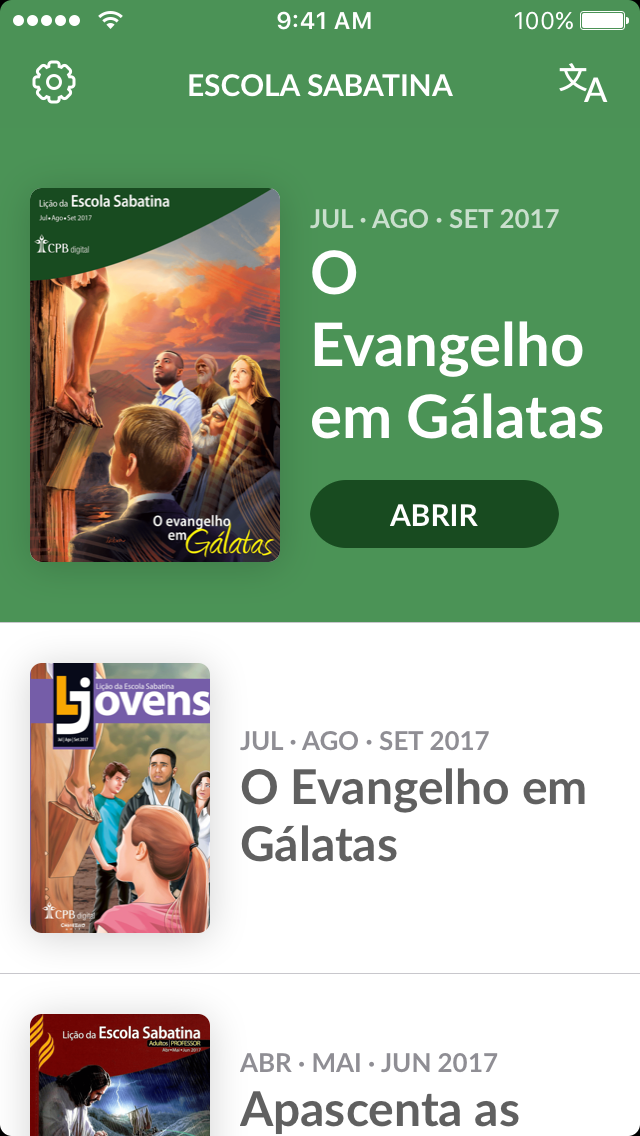 9:41 AM
100%
ESCOLA SABATINA
文A
Lição da Escola Sabatina
Jul•Ago•Set 2017
CPB digital
O evangelho
em Gálatas
JUL · AGO · SET 2017
O
Evangelho
em Gálatas
ABRIR
Lição da Escola Sabatina
Ljovens
Jul | Ago | Set 2017
CPB digital
JUL · AGO · SET 2017
O Evangelho em
Gálatas
Lição da Escola Sabatina
Adultos | PROFESSOR
Abr•Mai•Jun 2017
ABR · MAI · JUN 2017
Apascenta as